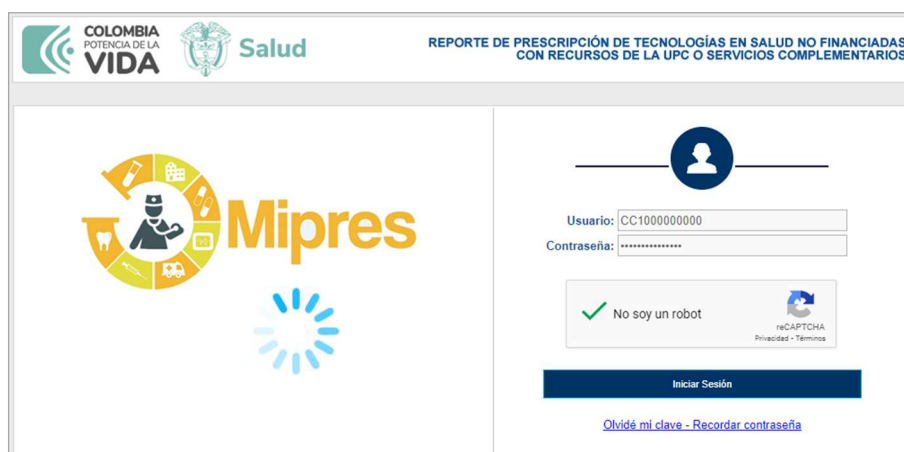 COLOMBIA
POTENCIA DE LA
VIDA
Salud
REPORTE DE PRESCRIPCIÓN DE TECNOLOGÍAS EN SALUD NO FINANCIADAS
CON RECURSOS DE LA UPC O SERVICIOS COMPLEMENTARIOS
Mipres
Usuario: CC1000000000
Contraseña: •••••••••••••••
No soy un robot
reCAPTCHA
Privacidad - Términos
Iniciar Sesión
Olvidé mi clave - Recordar contraseña